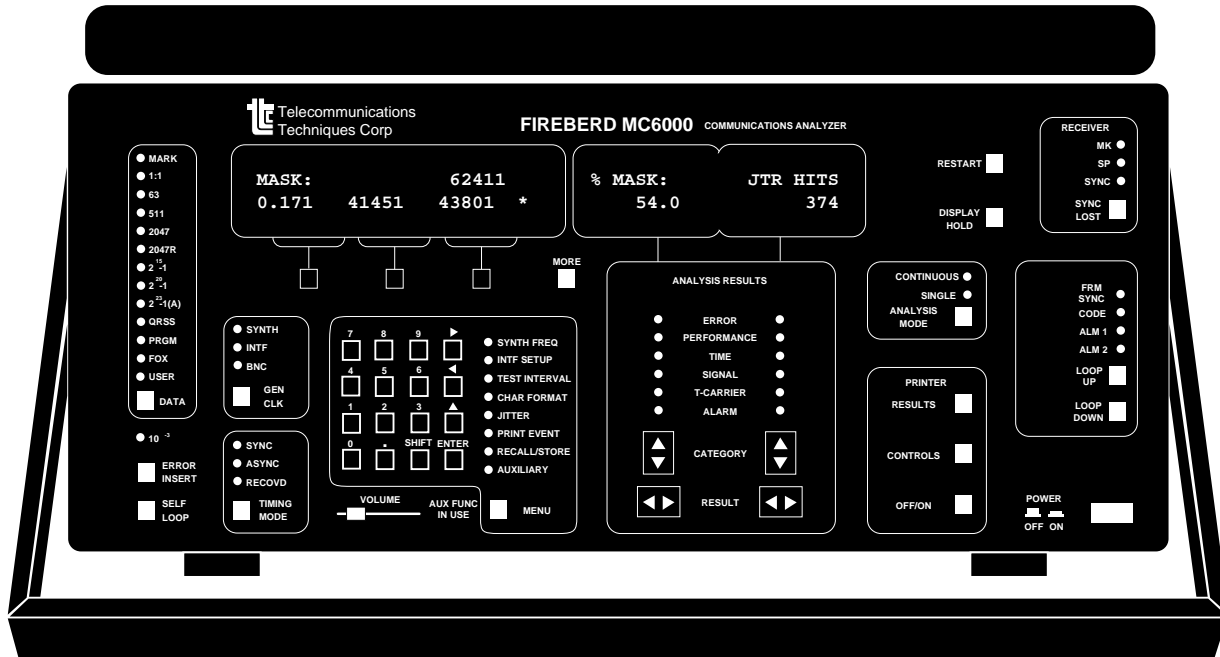 ttc
Telecommunications
Techniques Corp
FIREBERD MC6000 COMMUNICATIONS ANALYZER
MASK: 62411
0.171 41451 43801 *
% MASK: JTR HITS
54.0 374
MORE
MARK
1:1
63
511
2047
2047R
2¹⁵-1
2²⁰-1
2²³-1(A)
QRSS
PRGM
FOX
USER
DATA
10⁻³
ERROR
INSERT
SELF
LOOP
SYNTH
INTF
BNC
GEN
CLK
SYNC
ASYNC
RECOVD
TIMING
MODE
7 8 9 ▶
4 5 6 ◀
1 2 3 ▲
0 . SHIFT ENTER
SYNTH FREQ
INTF SETUP
TEST INTERVAL
CHAR FORMAT
JITTER
PRINT EVENT
RECALL/STORE
AUXILIARY
VOLUME
AUX FUNC
IN USE
MENU
ANALYSIS RESULTS
ERROR
PERFORMANCE
TIME
SIGNAL
T-CARRIER
ALARM
CATEGORY
RESULT
RESTART
DISPLAY
HOLD
CONTINUOUS
SINGLE
ANALYSIS
MODE
PRINTER
RESULTS
CONTROLS
OFF/ON
RECEIVER
MK
SP
SYNC
SYNC
LOST
FRM
SYNC
CODE
ALM 1
ALM 2
LOOP
UP
LOOP
DOWN
POWER
OFF ON